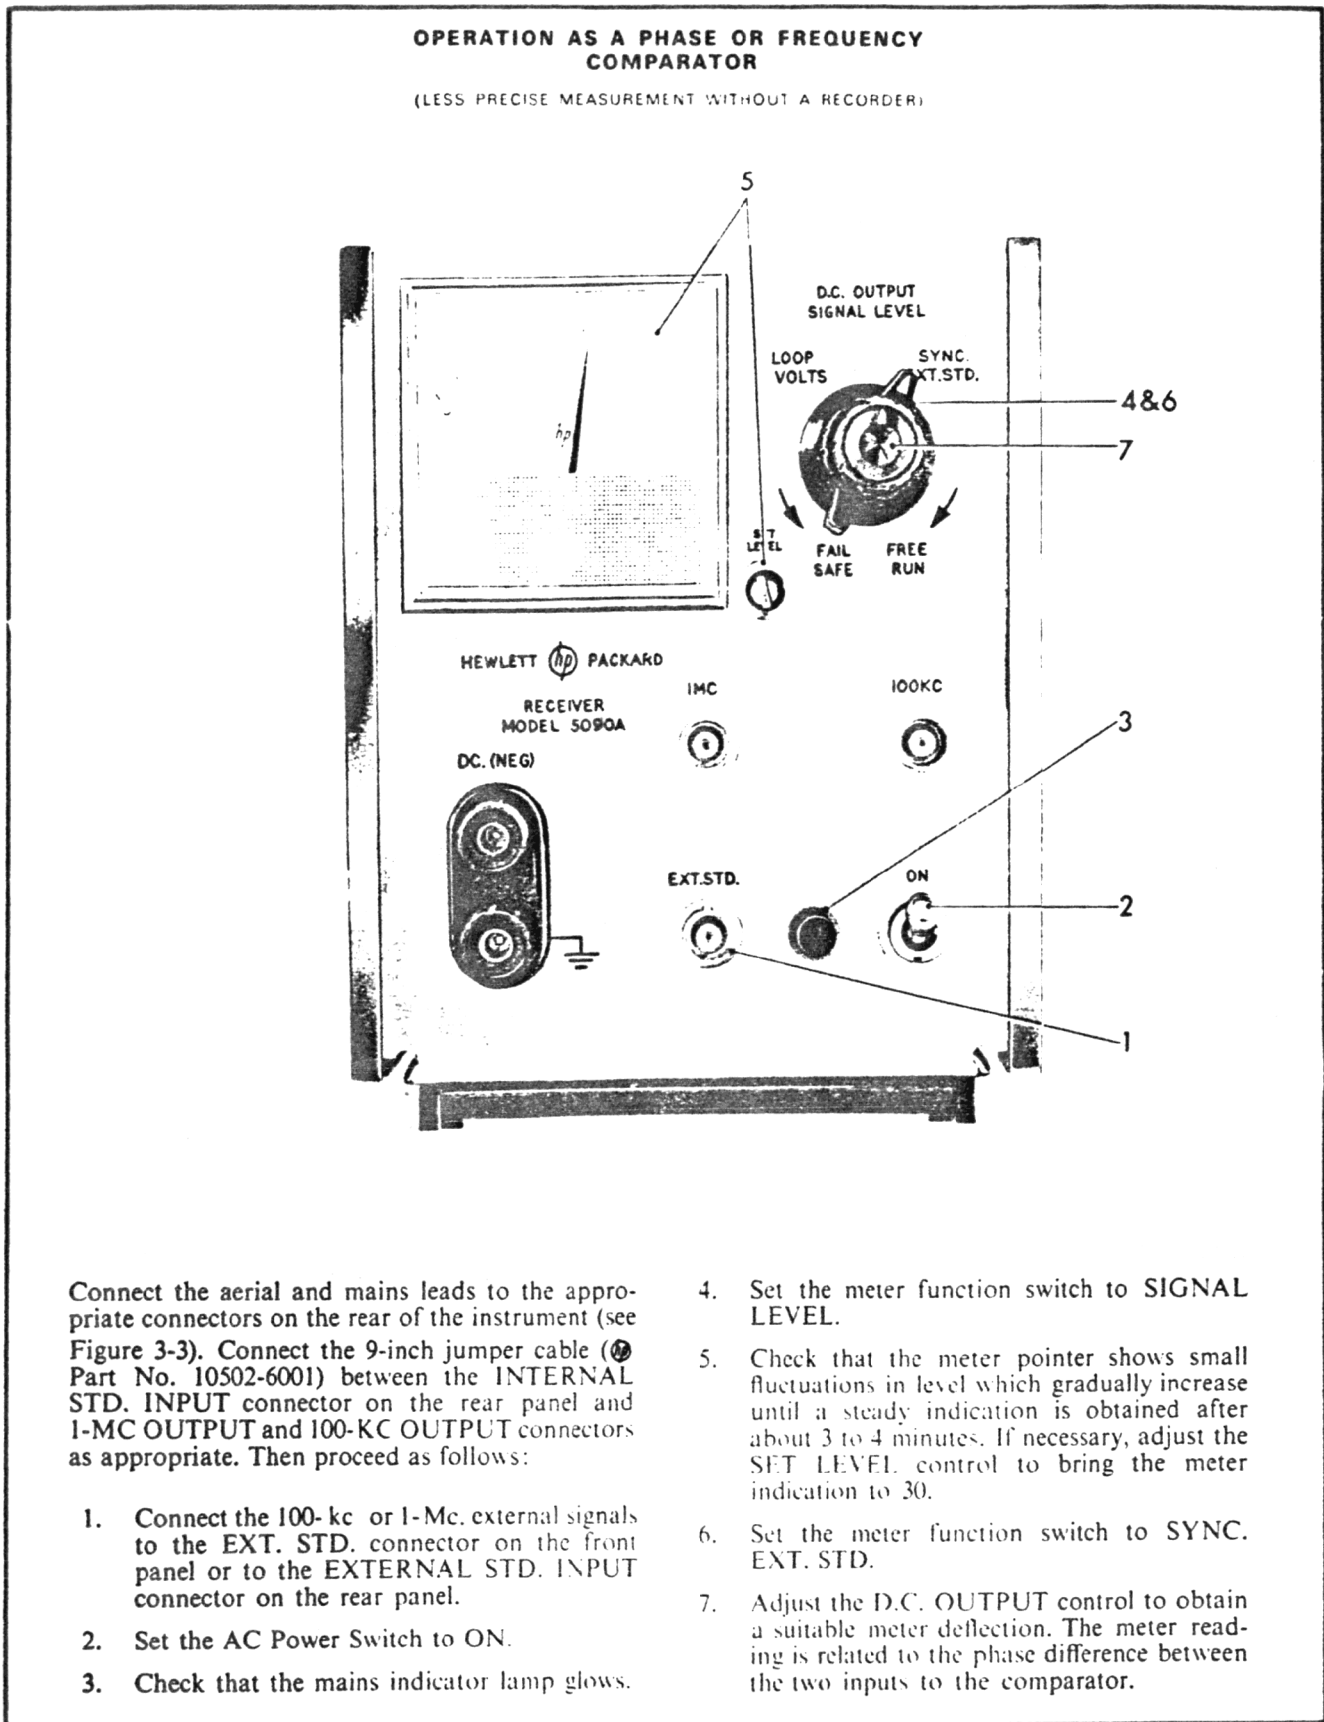 OPERATION AS A PHASE OR FREQUENCY
COMPARATOR
(LESS PRECISE MEASUREMENT WITHOUT A RECORDER)
5
D.C. OUTPUT
SIGNAL LEVEL
LOOP
VOLTS
SYNC.
XT.STD.
4&6
7
hp
LEVEL
FAIL
SAFE
FREE
RUN
HEWLETT hp PACKARD
RECEIVER
MODEL 5090A
1MC
100KC
3
DC. (NEG)
EXT.STD.
ON
2
1
Connect the aerial and mains leads to the appro-
priate connectors on the rear of the instrument (see
Figure 3-3). Connect the 9-inch jumper cable (hp
Part No. 10502-6001) between the INTERNAL
STD. INPUT connector on the rear panel and
1-MC OUTPUT and 100-KC OUTPUT connectors
as appropriate. Then proceed as follows:
1. Connect the 100-kc or 1-Mc. external signals
to the EXT. STD. connector on the front
panel or to the EXTERNAL STD. INPUT
connector on the rear panel.
2. Set the AC Power Switch to ON.
3. Check that the mains indicator lamp glows.
4. Set the meter function switch to SIGNAL
LEVEL.
5. Check that the meter pointer shows small
fluctuations in level which gradually increase
until a steady indication is obtained after
about 3 to 4 minutes. If necessary, adjust the
SET LEVEL control to bring the meter
indication to 30.
6. Set the meter function switch to SYNC.
EXT. STD.
7. Adjust the D.C. OUTPUT control to obtain
a suitable meter deflection. The meter read-
ing is related to the phase difference between
the two inputs to the comparator.